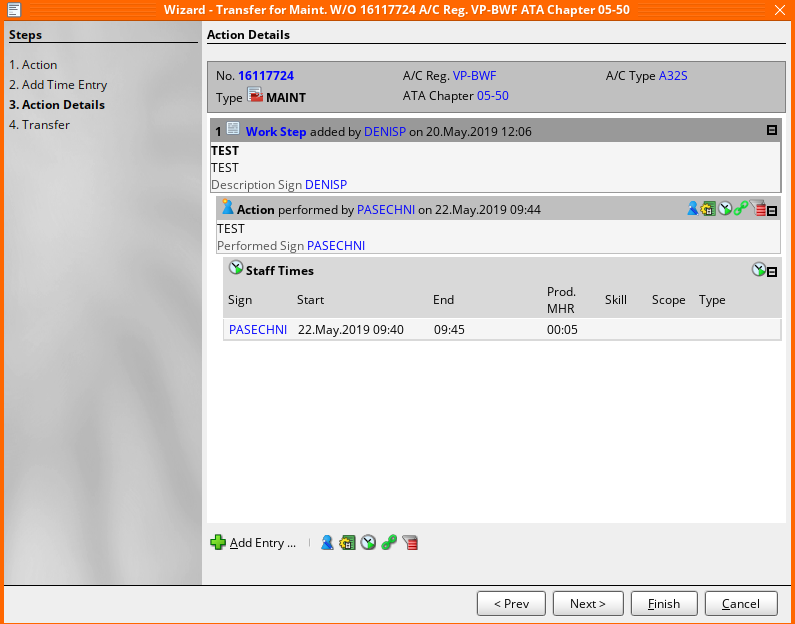 Wizard - Transfer for Maint. W/O 16117724 A/C Reg. VP-BWF ATA Chapter 05-50
Steps
1. Action
2. Add Time Entry
3. Action Details
4. Transfer
Action Details
No. 16117724 A/C Reg. VP-BWF A/C Type A32S
Type MAINT ATA Chapter 05-50
1 Work Step added by DENISP on 20.May.2019 12:06
TEST
TEST
Description Sign DENISP
Action performed by PASECHNI on 22.May.2019 09:44
TEST
Performed Sign PASECHNI
Staff Times
Sign Start End Prod. MHR Skill Scope Type
PASECHNI 22.May.2019 09:40 09:45 00:05
Add Entry ...
< Prev Next > Finish Cancel